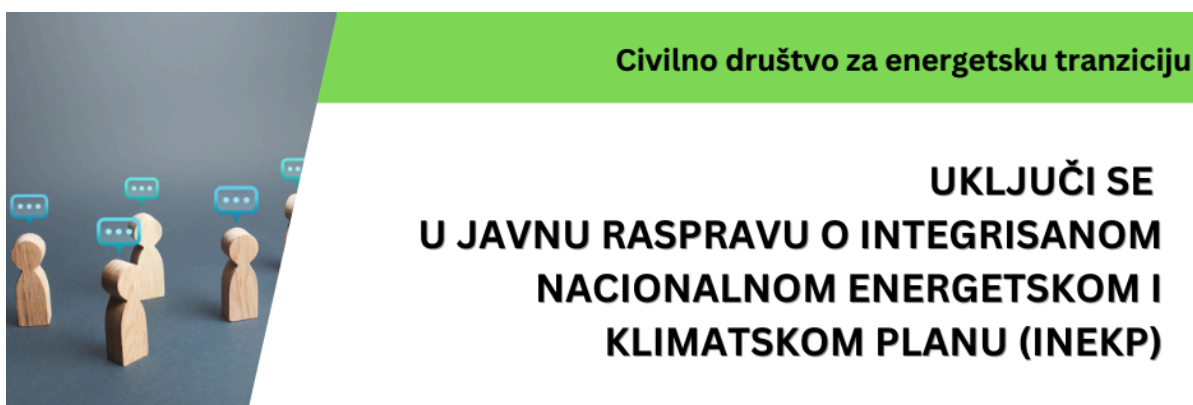 Civilno društvo za energetsku tranziciju
UKLJUČI SE
U JAVNU RASPRAVU O INTEGRISANOM
NACIONALNOM ENERGETSKOM I
KLIMATSKOM PLANU (INEKP)